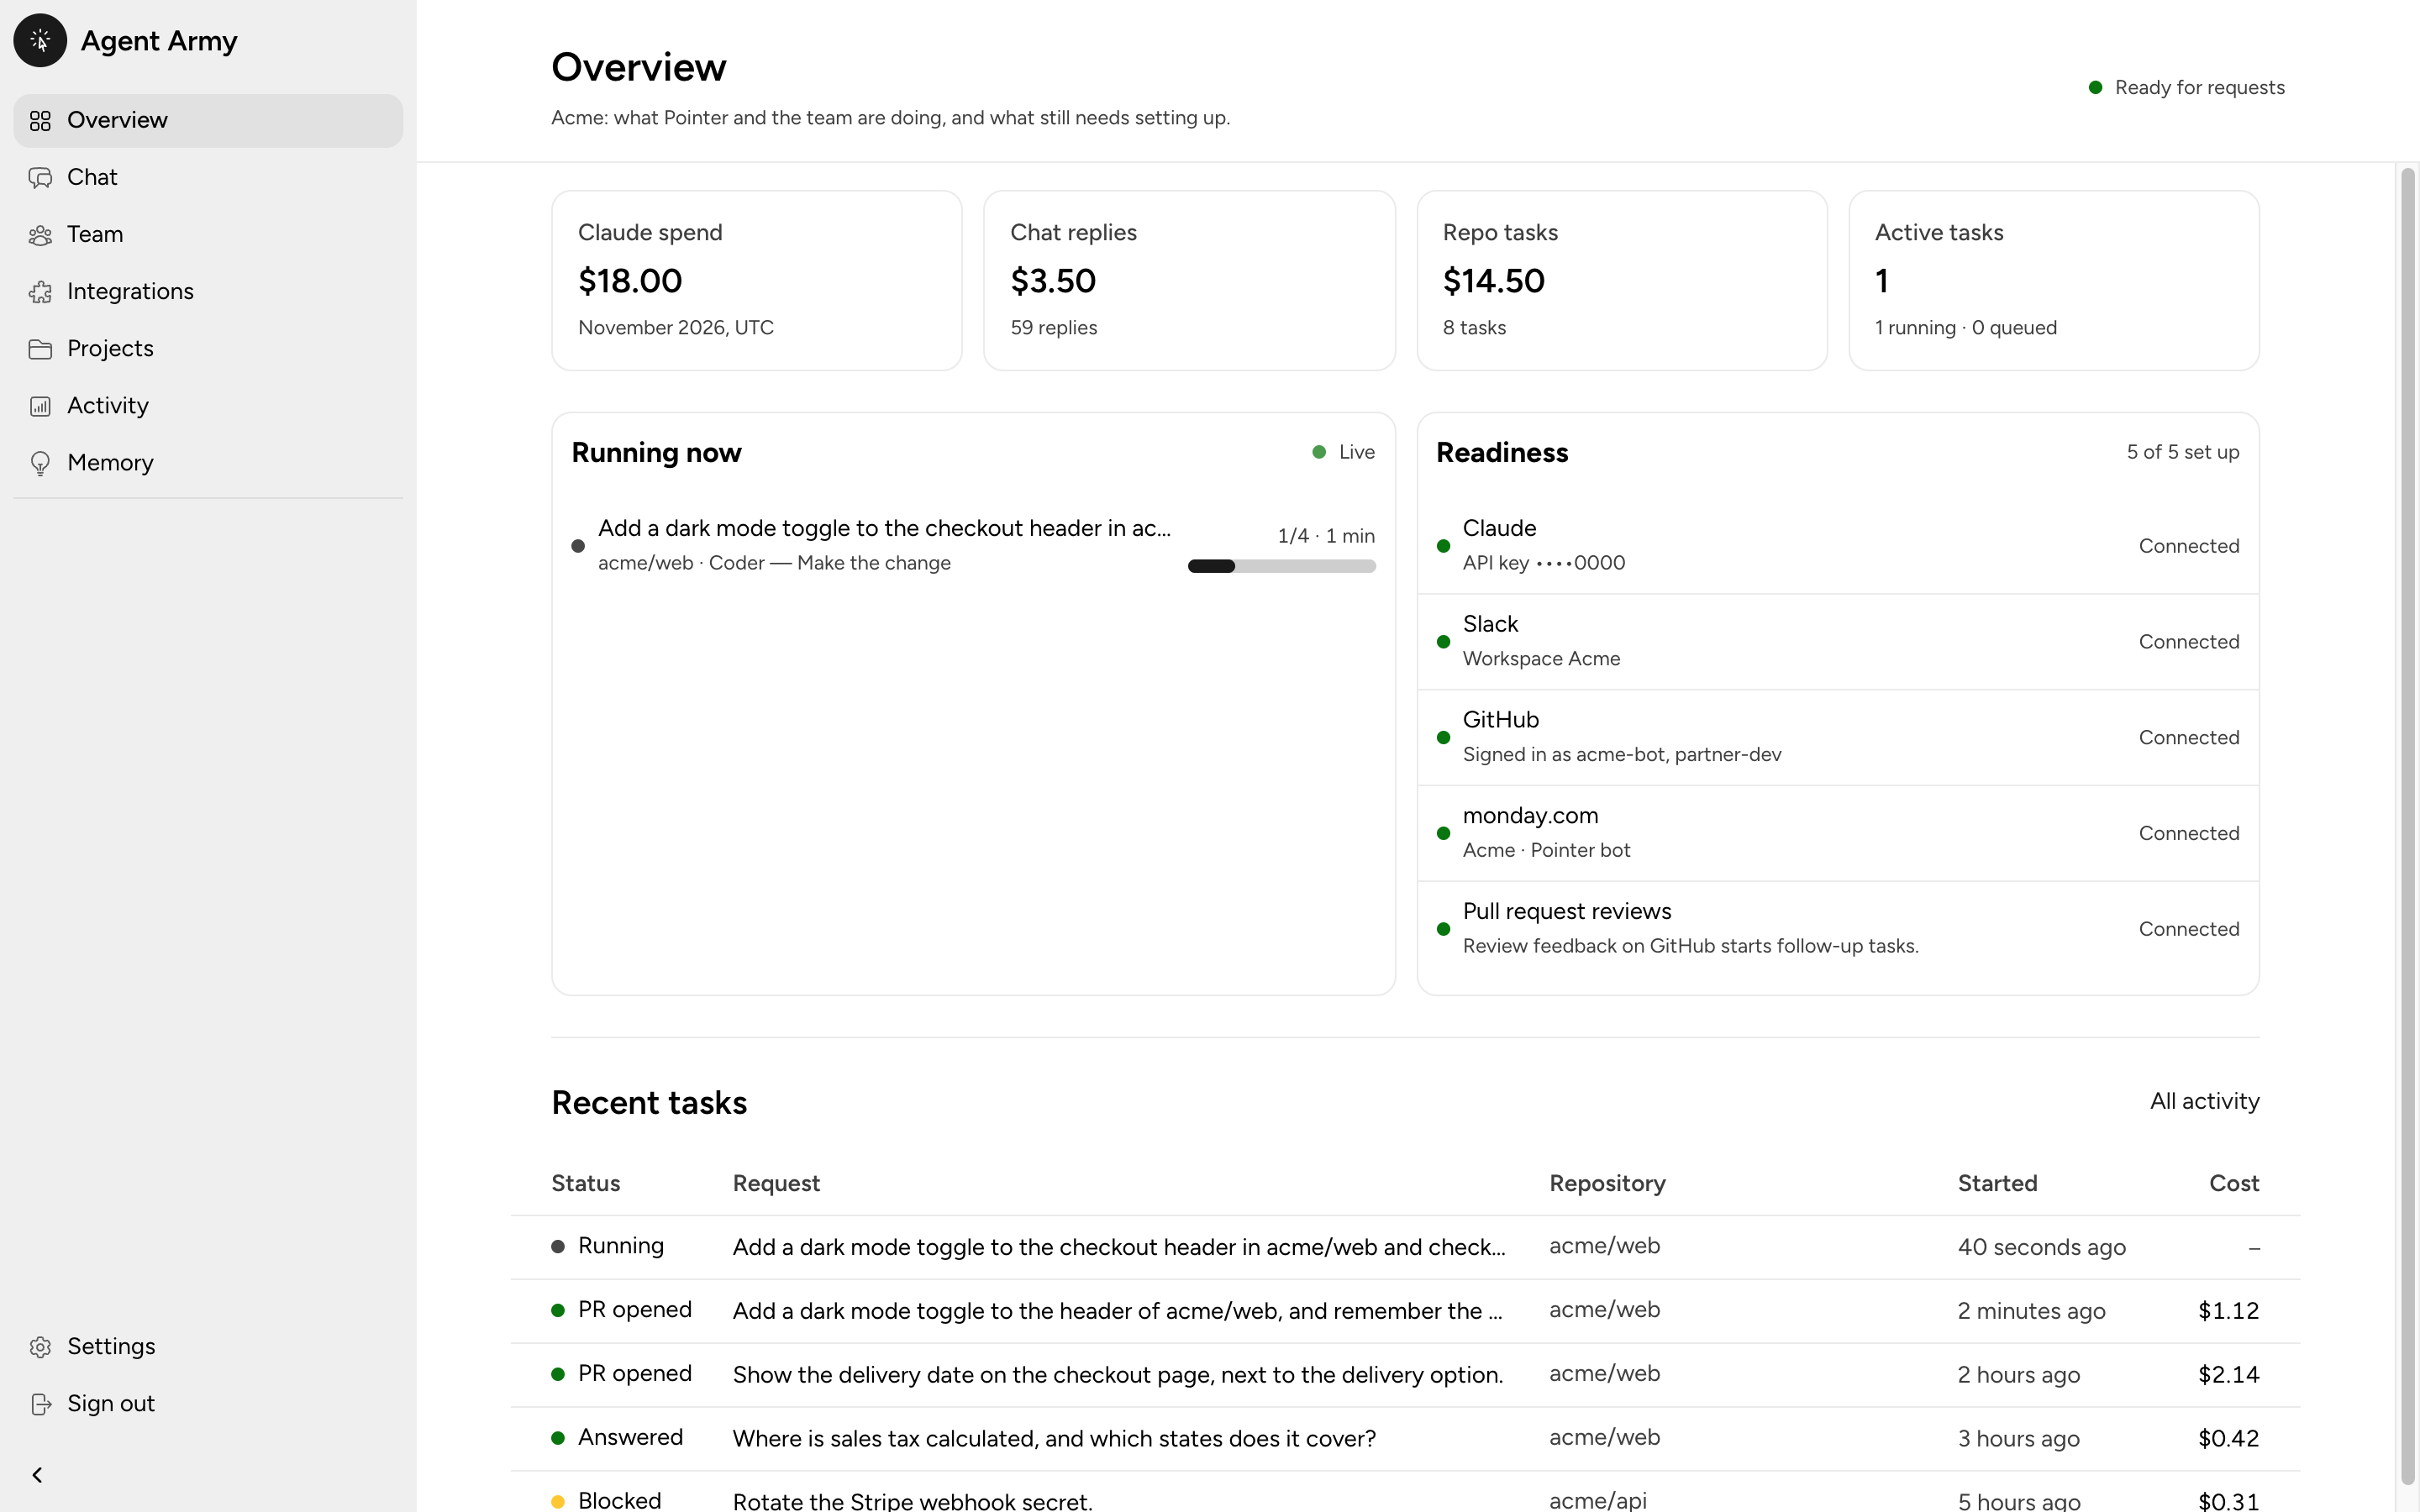 Agent Army
Overview
Chat
Team
Integrations
Projects
Activity
Memory
Settings
Sign out
Overview
Acme: what Pointer and the team are doing, and what still needs setting up.
Ready for requests
Claude spend
$18.00
November 2026, UTC
Chat replies
$3.50
59 replies
Repo tasks
$14.50
8 tasks
Active tasks
1
1 running · 0 queued
Running now
Live
Add a dark mode toggle to the checkout header in ac...
1/4 · 1 min
acme/web · Coder — Make the change
Readiness
5 of 5 set up
Claude
API key ••••0000
Connected
Slack
Workspace Acme
Connected
GitHub
Signed in as acme-bot, partner-dev
Connected
monday.com
Acme · Pointer bot
Connected
Pull request reviews
Review feedback on GitHub starts follow-up tasks.
Connected
Recent tasks
All activity
Status Request Repository Started Cost
Running Add a dark mode toggle to the checkout header in acme/web and check... acme/web 40 seconds ago –
PR opened Add a dark mode toggle to the header of acme/web, and remember the ... acme/web 2 minutes ago $1.12
PR opened Show the delivery date on the checkout page, next to the delivery option. acme/web 2 hours ago $2.14
Answered Where is sales tax calculated, and which states does it cover? acme/web 3 hours ago $0.42
Blocked Rotate the Stripe webhook secret. acme/api 5 hours ago $0.31